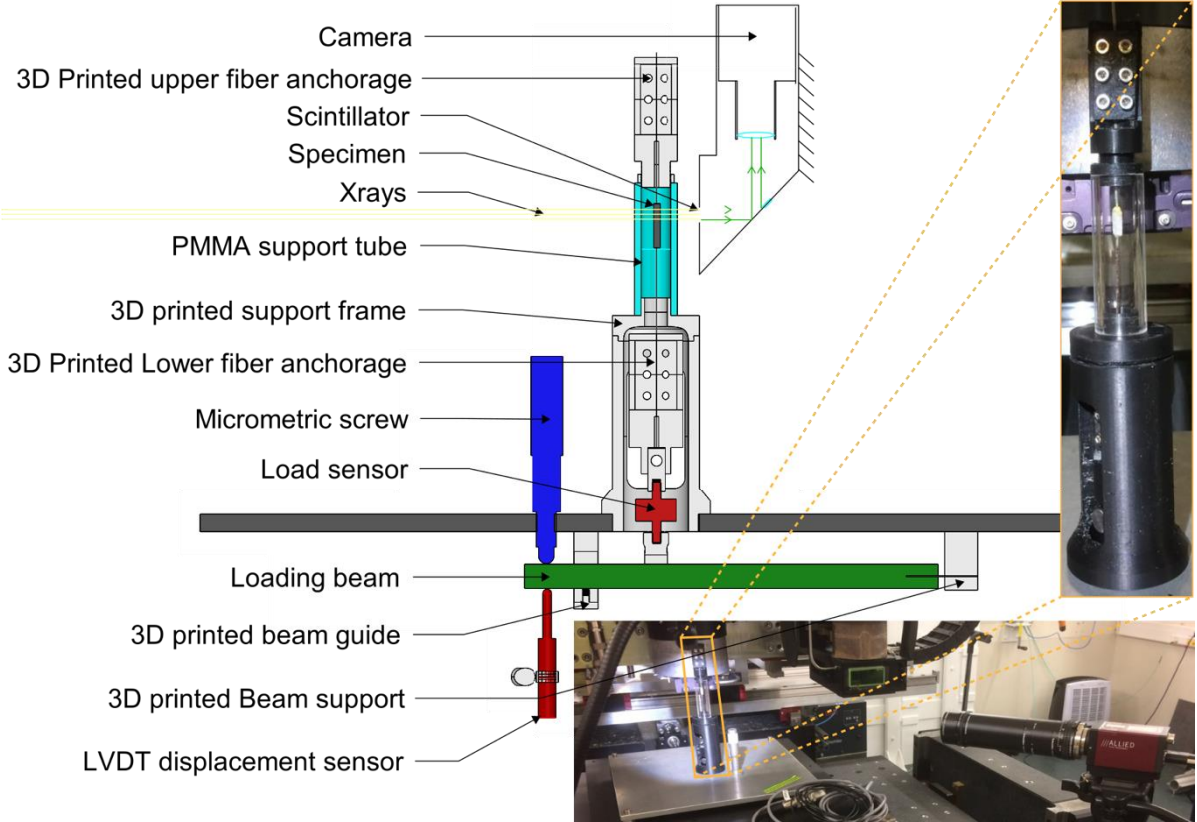 Camera
3D Printed upper fiber anchorage
Scintillator
Specimen
Xrays
PMMA support tube
3D printed support frame
3D Printed Lower fiber anchorage
Micrometric screw
Load sensor
Loading beam
3D printed beam guide
3D printed Beam support
LVDT displacement sensor
ALLIED